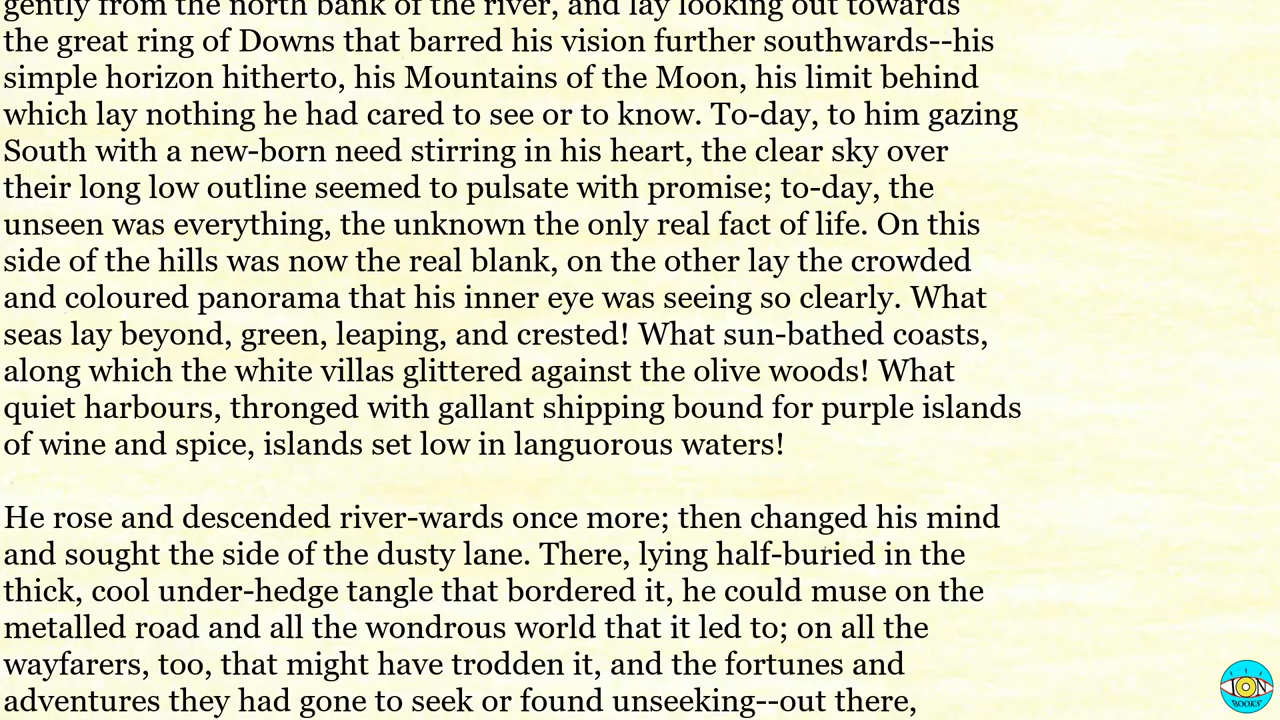 gently from the north bank of the river, and lay looking out towards
the great ring of Downs that barred his vision further southwards--his
simple horizon hitherto, his Mountains of the Moon, his limit behind
which lay nothing he had cared to see or to know. To-day, to him gazing
South with a new-born need stirring in his heart, the clear sky over
their long low outline seemed to pulsate with promise; to-day, the
unseen was everything, the unknown the only real fact of life. On this
side of the hills was now the real blank, on the other lay the crowded
and coloured panorama that his inner eye was seeing so clearly. What
seas lay beyond, green, leaping, and crested! What sun-bathed coasts,
along which the white villas glittered against the olive woods! What
quiet harbours, thronged with gallant shipping bound for purple islands
of wine and spice, islands set low in languorous waters!
He rose and descended river-wards once more; then changed his mind
and sought the side of the dusty lane. There, lying half-buried in the
thick, cool under-hedge tangle that bordered it, he could muse on the
metalled road and all the wondrous world that it led to; on all the
wayfarers, too, that might have trodden it, and the fortunes and
adventures they had gone to seek or found unseeking--out there,
ION
BOOKS